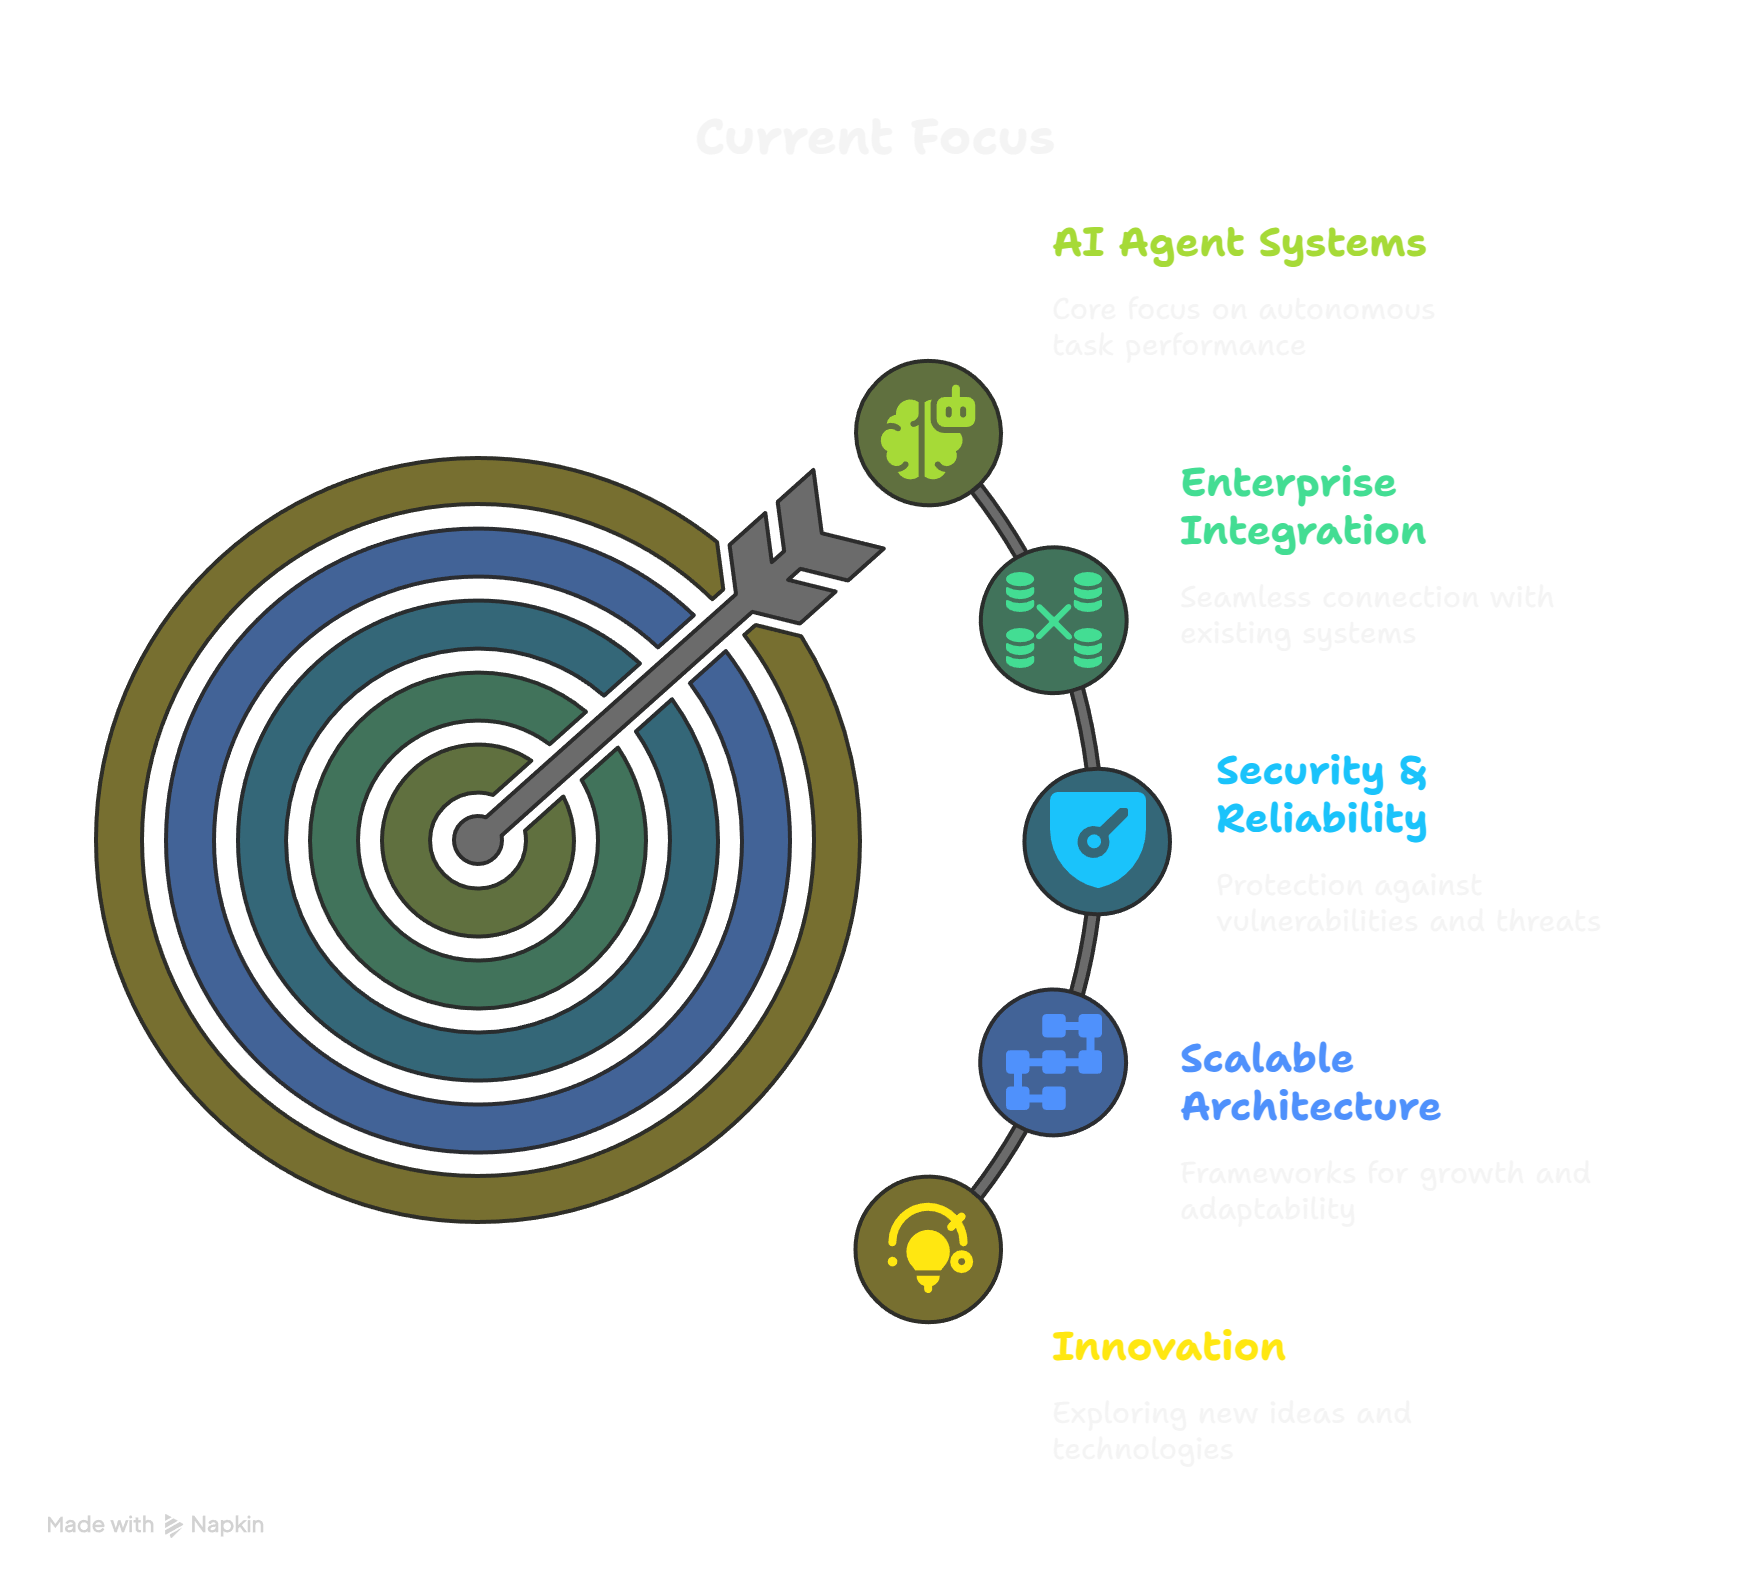 Current Focus
AI Agent Systems
Core focus on autonomous
task performance
Enterprise
Integration
Seamless connection with
existing systems
Security &
Reliability
Protection against
vulnerabilities and threats
Scalable
Architecture
Frameworks for growth and
adaptability
Innovation
Exploring new ideas and
technologies
Made with Napkin